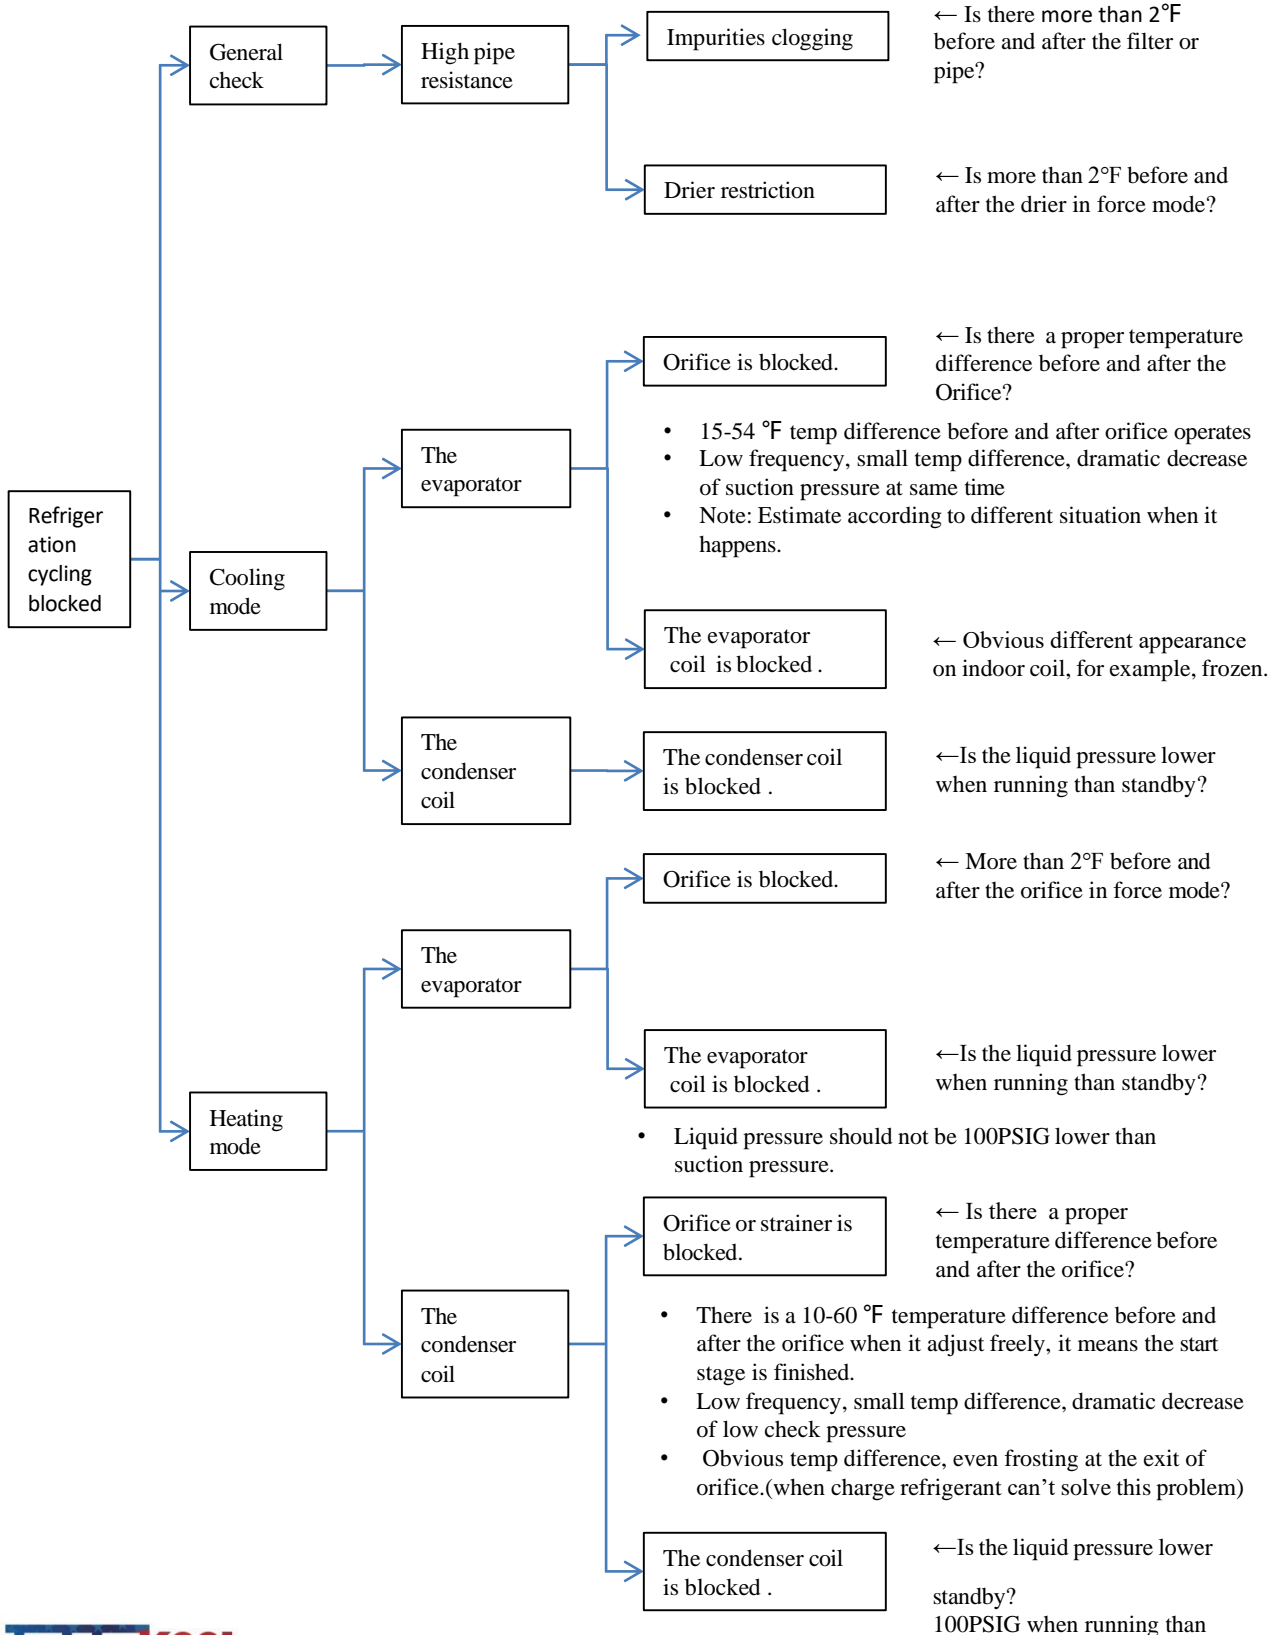 General
check
High pipe
resistance
Impurities clogging
← Is there more than 2℉
before and after the filter or
pipe?
Drier restriction
← Is more than 2°F before and
after the drier in force mode?
Orifice is blocked.
← Is there a proper temperature
difference before and after the
Orifice?
• 15-54 ℉ temp difference before and after orifice operates
• Low frequency, small temp difference, dramatic decrease
of suction pressure at same time
• Note: Estimate according to different situation when it
happens.
The
evaporator
Refriger
ation
cycling
blocked
Cooling
mode
The evaporator
coil is blocked .
← Obvious different appearance
on indoor coil, for example, frozen.
The
condenser
coil
The condenser coil
is blocked .
←Is the liquid pressure lower
when running than standby?
Orifice is blocked.
← More than 2°F before and
after the orifice in force mode?
The
evaporator
The evaporator
coil is blocked .
←Is the liquid pressure lower
when running than standby?
Heating
mode
• Liquid pressure should not be 100PSIG lower than
suction pressure.
Orifice or strainer is
blocked.
← Is there a proper
temperature difference before
and after the orifice?
The
condenser
coil
• There is a 10-60 ℉ temperature difference before and
after the orifice when it adjust freely, it means the start
stage is finished.
• Low frequency, small temp difference, dramatic decrease
of low check pressure
• Obvious temp difference, even frosting at the exit of
orifice.(when charge refrigerant can’t solve this problem)
The condenser coil
is blocked .
←Is the liquid pressure lower
standby?
100PSIG when running than